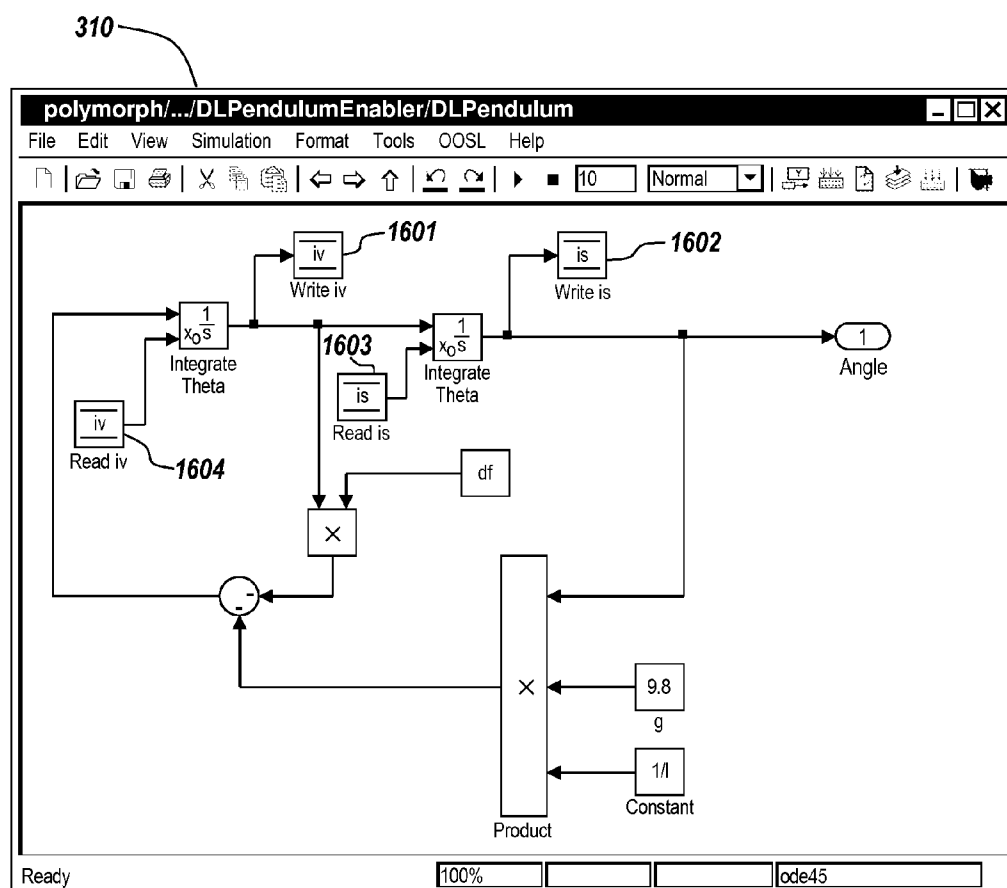 310
polymorph/.../DLPendulumEnabler/DLPendulum
File Edit View Simulation Format Tools OOSL Help
10 Normal
iv
1601
Write iv
is
1602
Write is
x₀ 1/s
Integrate
Theta
1603
x₀ 1/s
Integrate
Theta
1
Angle
is
Read is
iv
Read iv
1604
df
×
-
-
×
9.8
g
1/l
Constant
Product
Ready 100% ode45